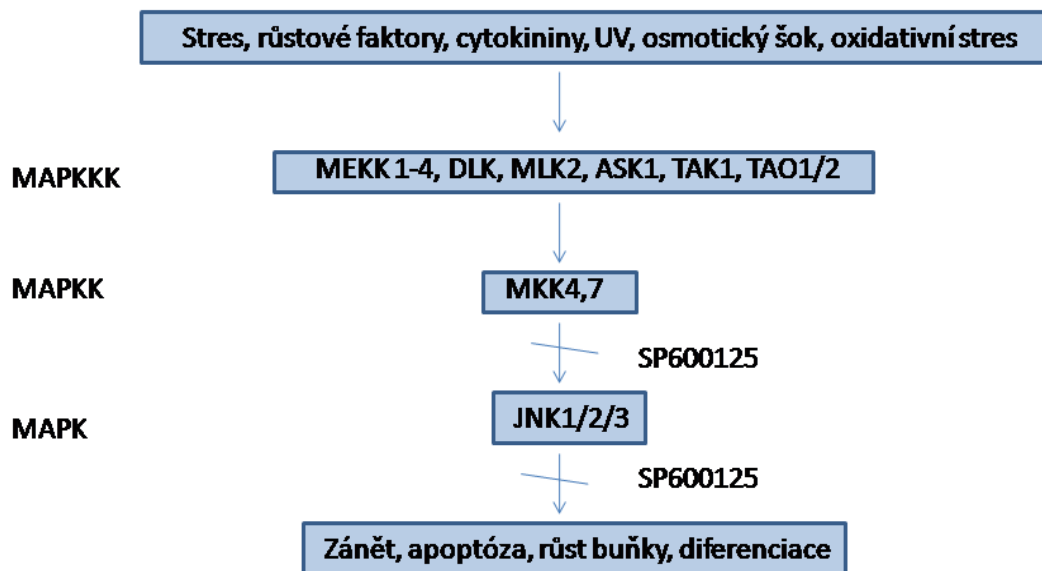 Stres, růstové faktory, cytokininy, UV, osmotický šok, oxidativní stres
MAPKKK
MEKK 1-4, DLK, MLK2, ASK1, TAK1, TAO1/2
MAPKK
MKK4,7
SP600125
JNK1/2/3
MAPK
SP600125
Zánět, apoptóza, růst buňky, diferenciace